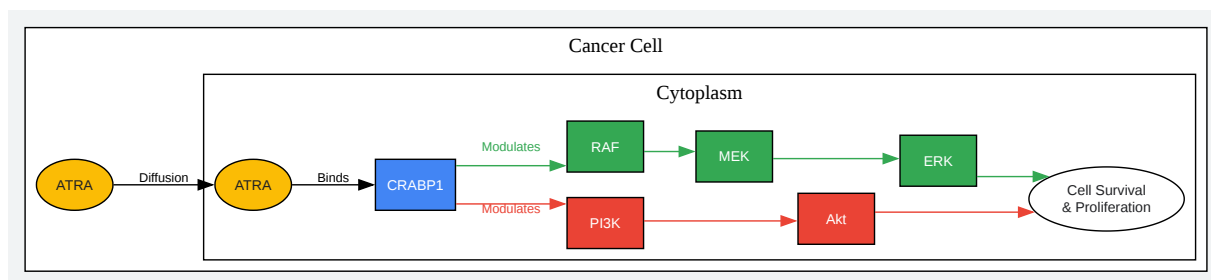 Cancer Cell
Cytoplasm
ATRA
Diffusion
ATRA
Binds
CRABP1
Modulates
RAF
MEK
ERK
Modulates
PI3K
Akt
Cell Survival
& Proliferation